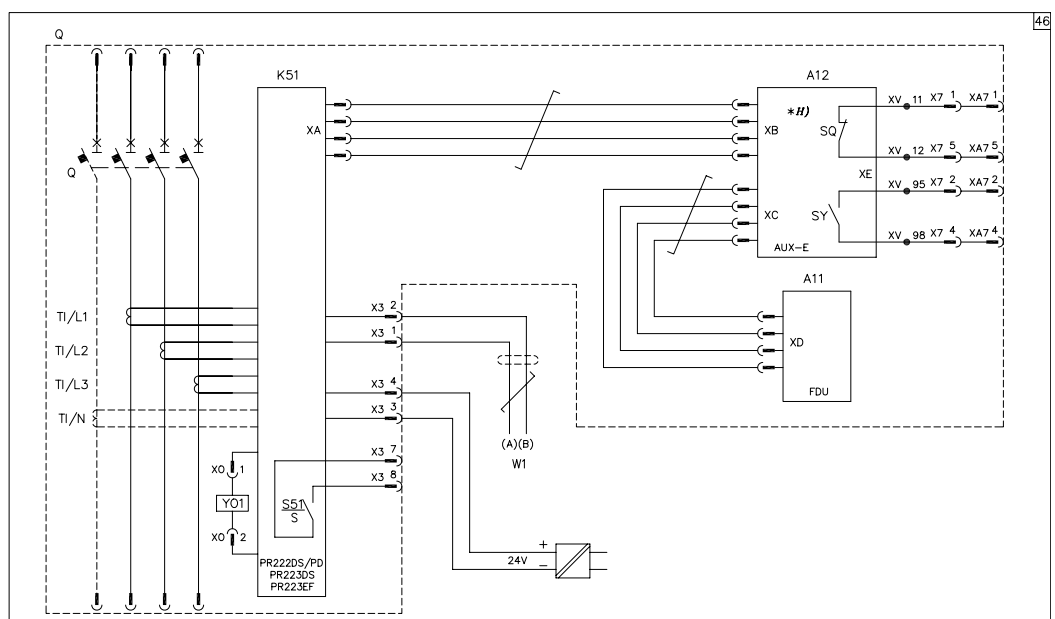 46
Q
K51
A12
XA
*H)
XB
SQ
XV 11 X7 1 XA7 1
XV 12 X7 5 XA7 5
XE
Q
XV 95 X7 2 XA7 2
XC
SY
XV 98 X7 4 XA7 4
AUX-E
A11
TI/L1
X3 2
X3 1
XD
TI/L2
TI/L3
X3 4
FDU
TI/N
X3 3
(A)(B)
W1
X3 7
XO 1
X3 8
YO1
S51
S
XO 2
+
24V
-
PR222DS/PD
PR223DS
PR223EF